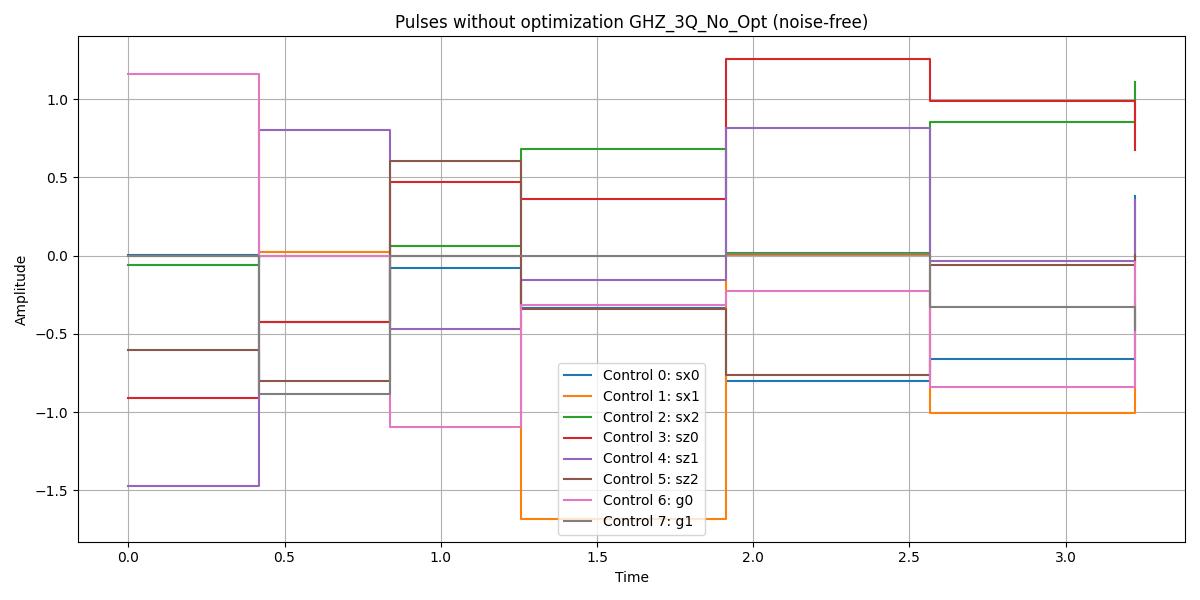 Pulses without optimization GHZ_3Q_No_Opt (noise-free)
Amplitude
1.0
0.5
0.0
−0.5
−1.0
−1.5
Control 0: sx0
Control 1: sx1
Control 2: sx2
Control 3: sz0
Control 4: sz1
Control 5: sz2
Control 6: g0
Control 7: g1
0.0 0.5 1.0 1.5 2.0 2.5 3.0
Time